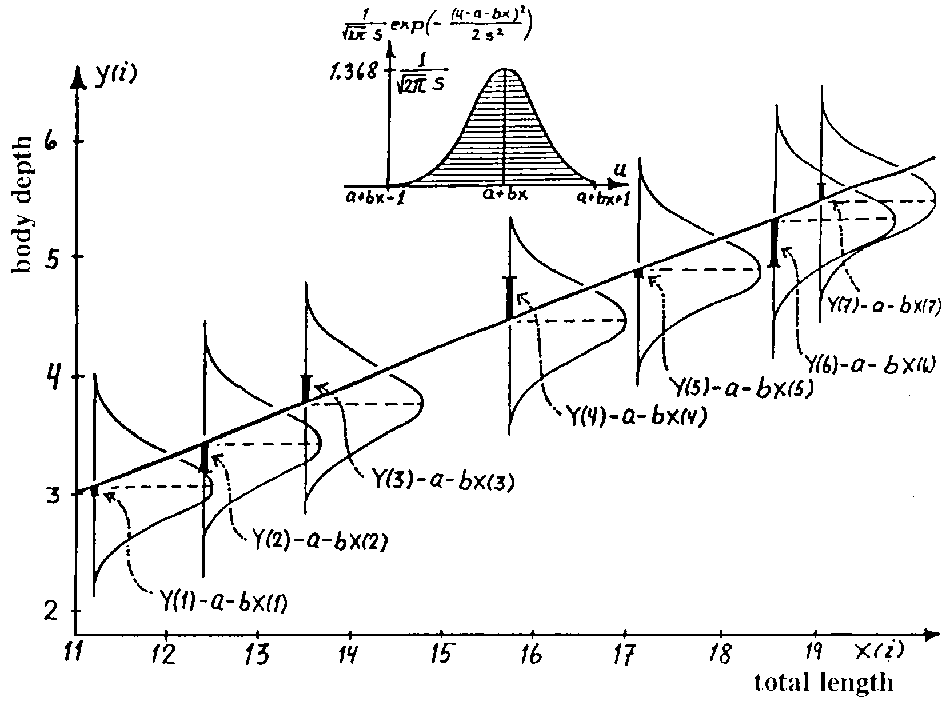 1/√2π s exp(- (u-a-bx)²/2s²)
1.368 1/√2π s
u
a+bx-1 a+bx a+bx+1
y(i)
body depth
6
5
4
3
2
Y(7)-a-bx(7)
Y(6)-a-bx(6)
Y(5)-a-bx(5)
Y(4)-a-bx(4)
Y(3)-a-bx(3)
Y(2)-a-bx(2)
Y(1)-a-bx(1)
11 12 13 14 15 16 17 18 19 x(i)
total length